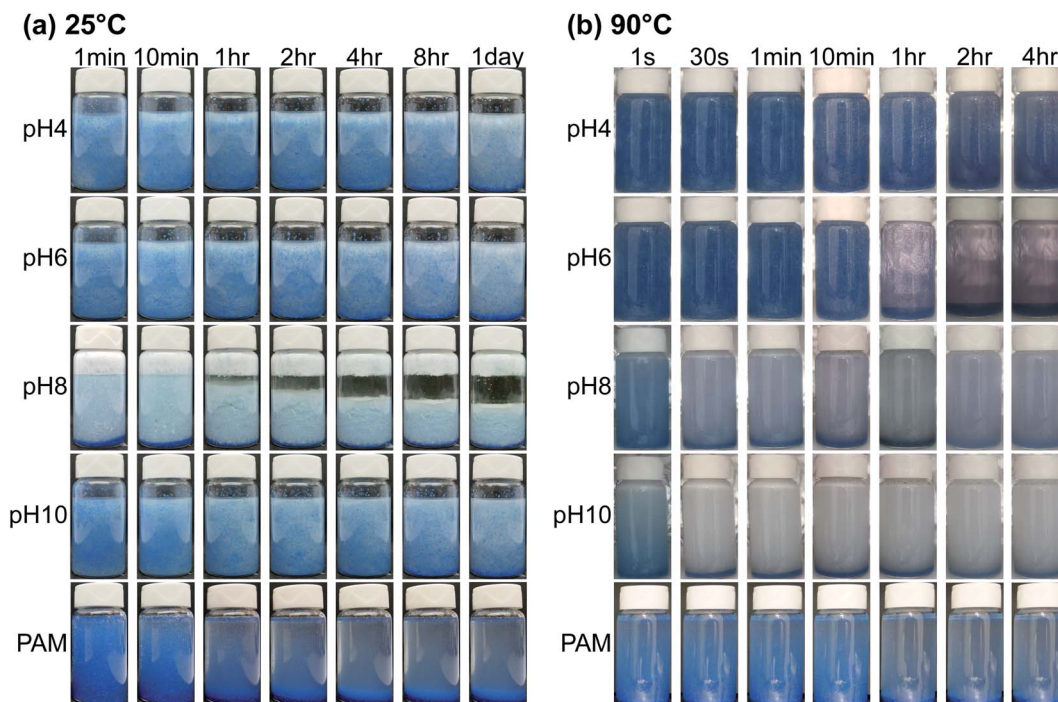 (a) 25°C
1min 10min 1hr 2hr 4hr 8hr 1day
pH4
pH6
pH8
pH10
PAM
(b) 90°C
1s 30s 1min 10min 1hr 2hr 4hr
pH4
pH6
pH8
pH10
PAM